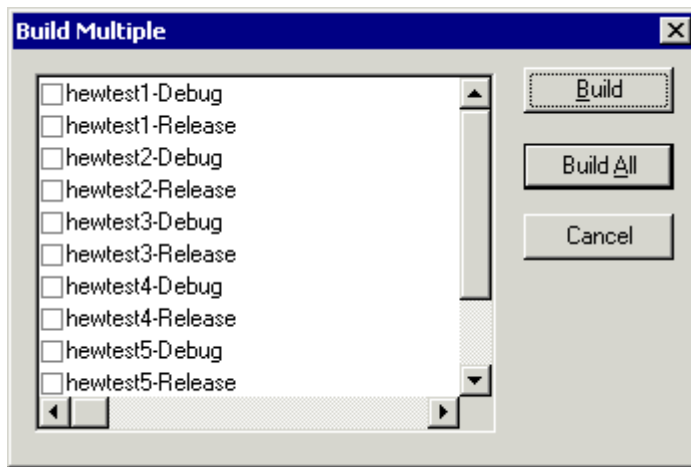 Build Multiple
hewtest1-Debug
hewtest1-Release
hewtest2-Debug
hewtest2-Release
hewtest3-Debug
hewtest3-Release
hewtest4-Debug
hewtest4-Release
hewtest5-Debug
hewtest5-Release
Build
Build All
Cancel